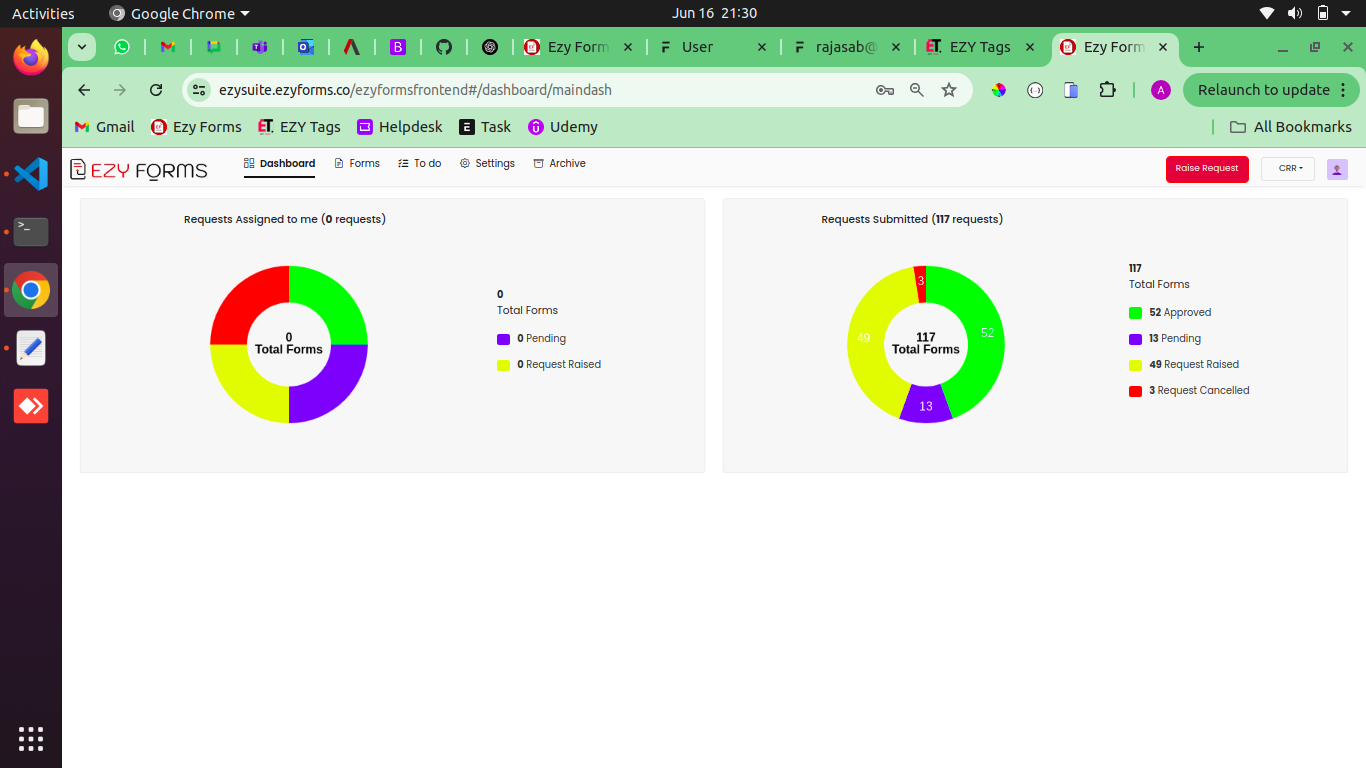 Activities Google Chrome Jun 16 21:30
Ezy Form User rajasab@ EZY Tags Ezy Form
ezysuite.ezyforms.co/ezyformsfrontend#/dashboard/maindash A Relaunch to update
Gmail Ezy Forms EZY Tags Helpdesk Task Udemy All Bookmarks
EZY FORMS Dashboard Forms To do Settings Archive Raise Request CRR
Requests Assigned to me (0 requests)
0
Total Forms
0
Total Forms
0 Pending
0 Request Raised
Requests Submitted (117 requests)
3
49
52
13
117
Total Forms
117
Total Forms
52 Approved
13 Pending
49 Request Raised
3 Request Cancelled